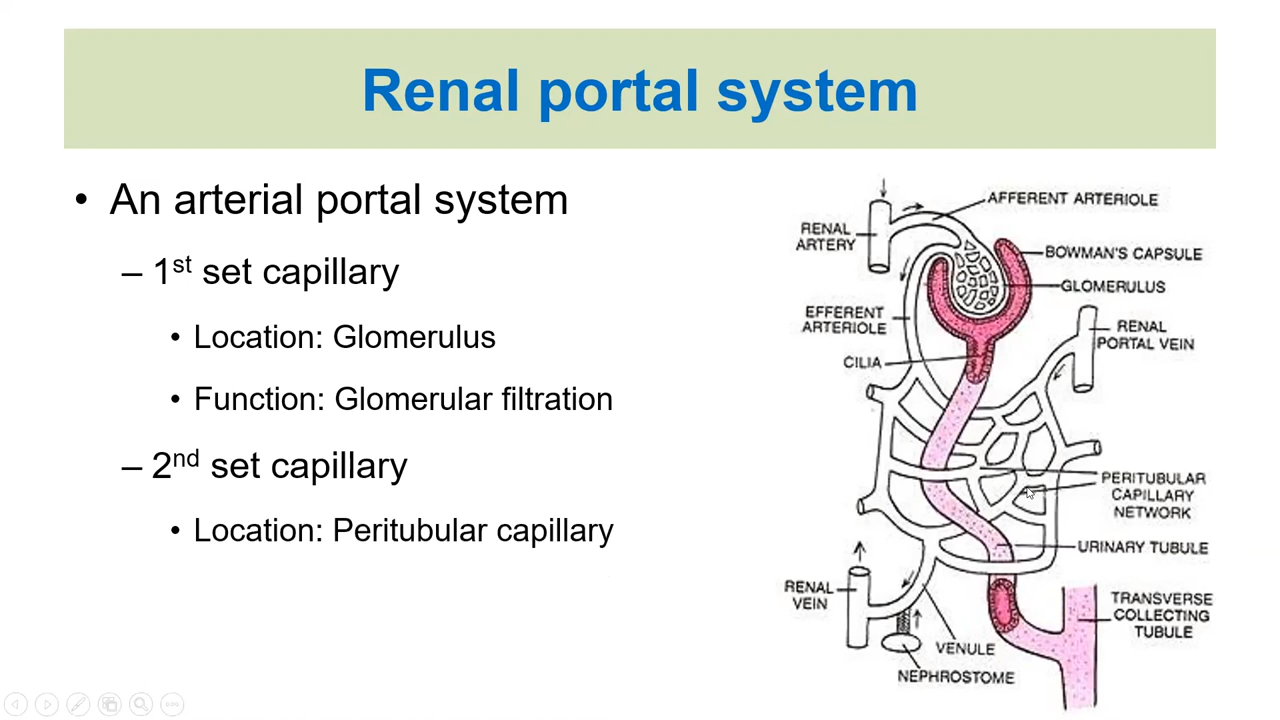 Renal portal system
• An arterial portal system
– 1st set capillary
• Location: Glomerulus
• Function: Glomerular filtration
– 2nd set capillary
• Location: Peritubular capillary
AFFERENT ARTERIOLE
RENAL
ARTERY
BOWMAN'S CAPSULE
GLOMERULUS
EFFERENT
ARTERIOLE
RENAL
PORTAL VEIN
CILIA
PERITUBULAR
CAPILLARY
NETWORK
URINARY TUBULE
RENAL
VEIN
TRANSVERSE
COLLECTING
TUBULE
VENULE
NEPHROSTOME